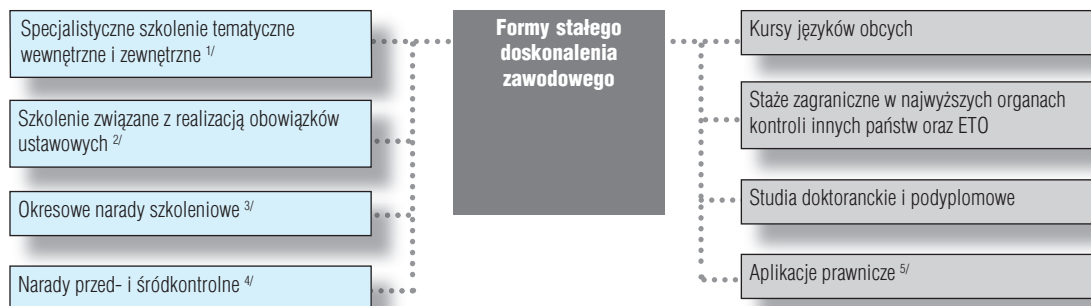 Specjalistyczne szkolenie tematyczne
wewnętrzne i zewnętrzne 1/
Szkolenie związane z realizacją obowiązków
ustawowych 2/
Okresowe narady szkoleniowe 3/
Narady przed- i śródkontrolne 4/
Formy stałego
doskonalenia
zawodowego
Kursy języków obcych
Staże zagraniczne w najwyższych organach
kontroli innych państw oraz ETO
Studia doktoranckie i podyplomowe
Aplikacje prawnicze 5/